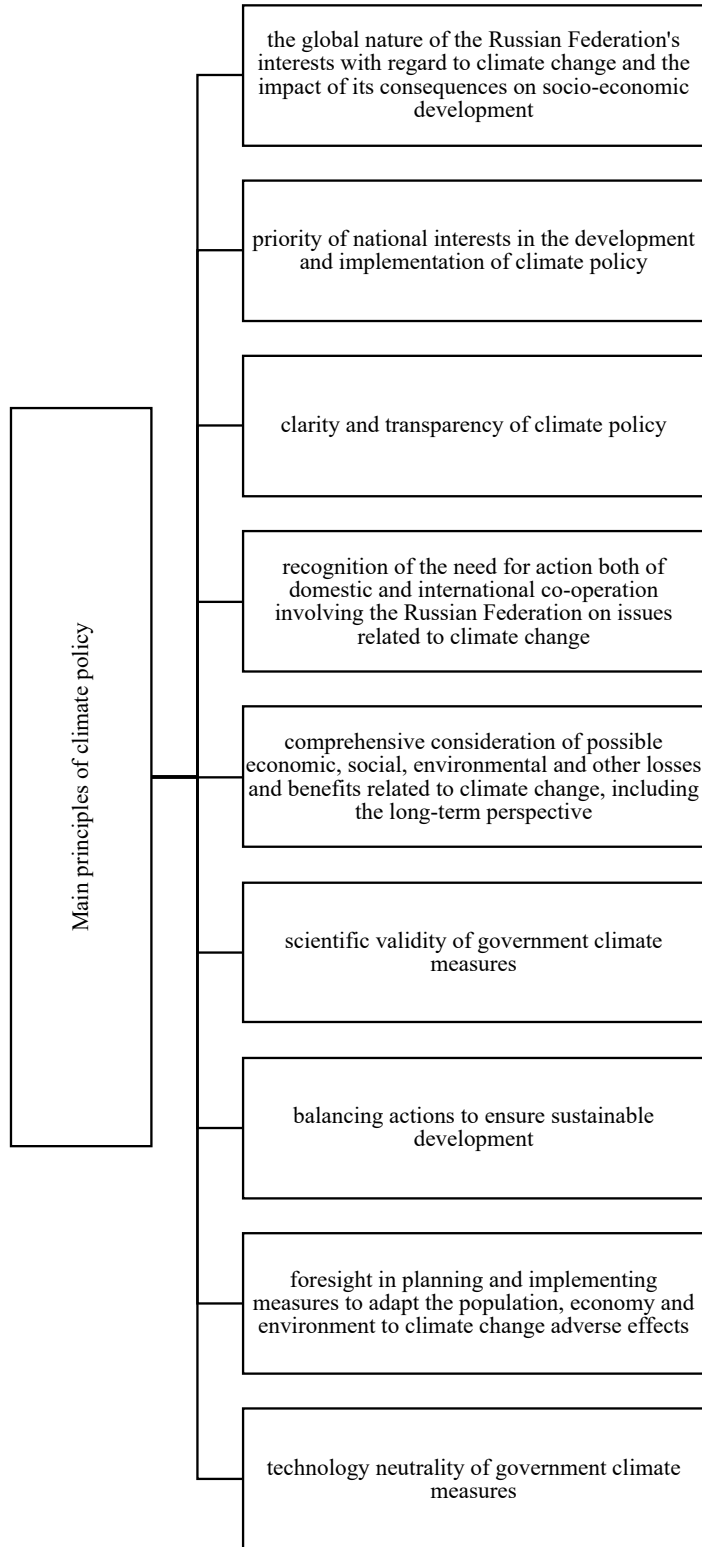 the global nature of the Russian Federation's
interests with regard to climate change and the
impact of its consequences on socio-economic
development
priority of national interests in the development
and implementation of climate policy
clarity and transparency of climate policy
recognition of the need for action both of
domestic and international co-operation
involving the Russian Federation on issues
related to climate change
Main principles of climate policy
comprehensive consideration of possible
economic, social, environmental and other losses
and benefits related to climate change, including
the long-term perspective
scientific validity of government climate
measures
balancing actions to ensure sustainable
development
foresight in planning and implementing
measures to adapt the population, economy and
environment to climate change adverse effects
technology neutrality of government climate
measures